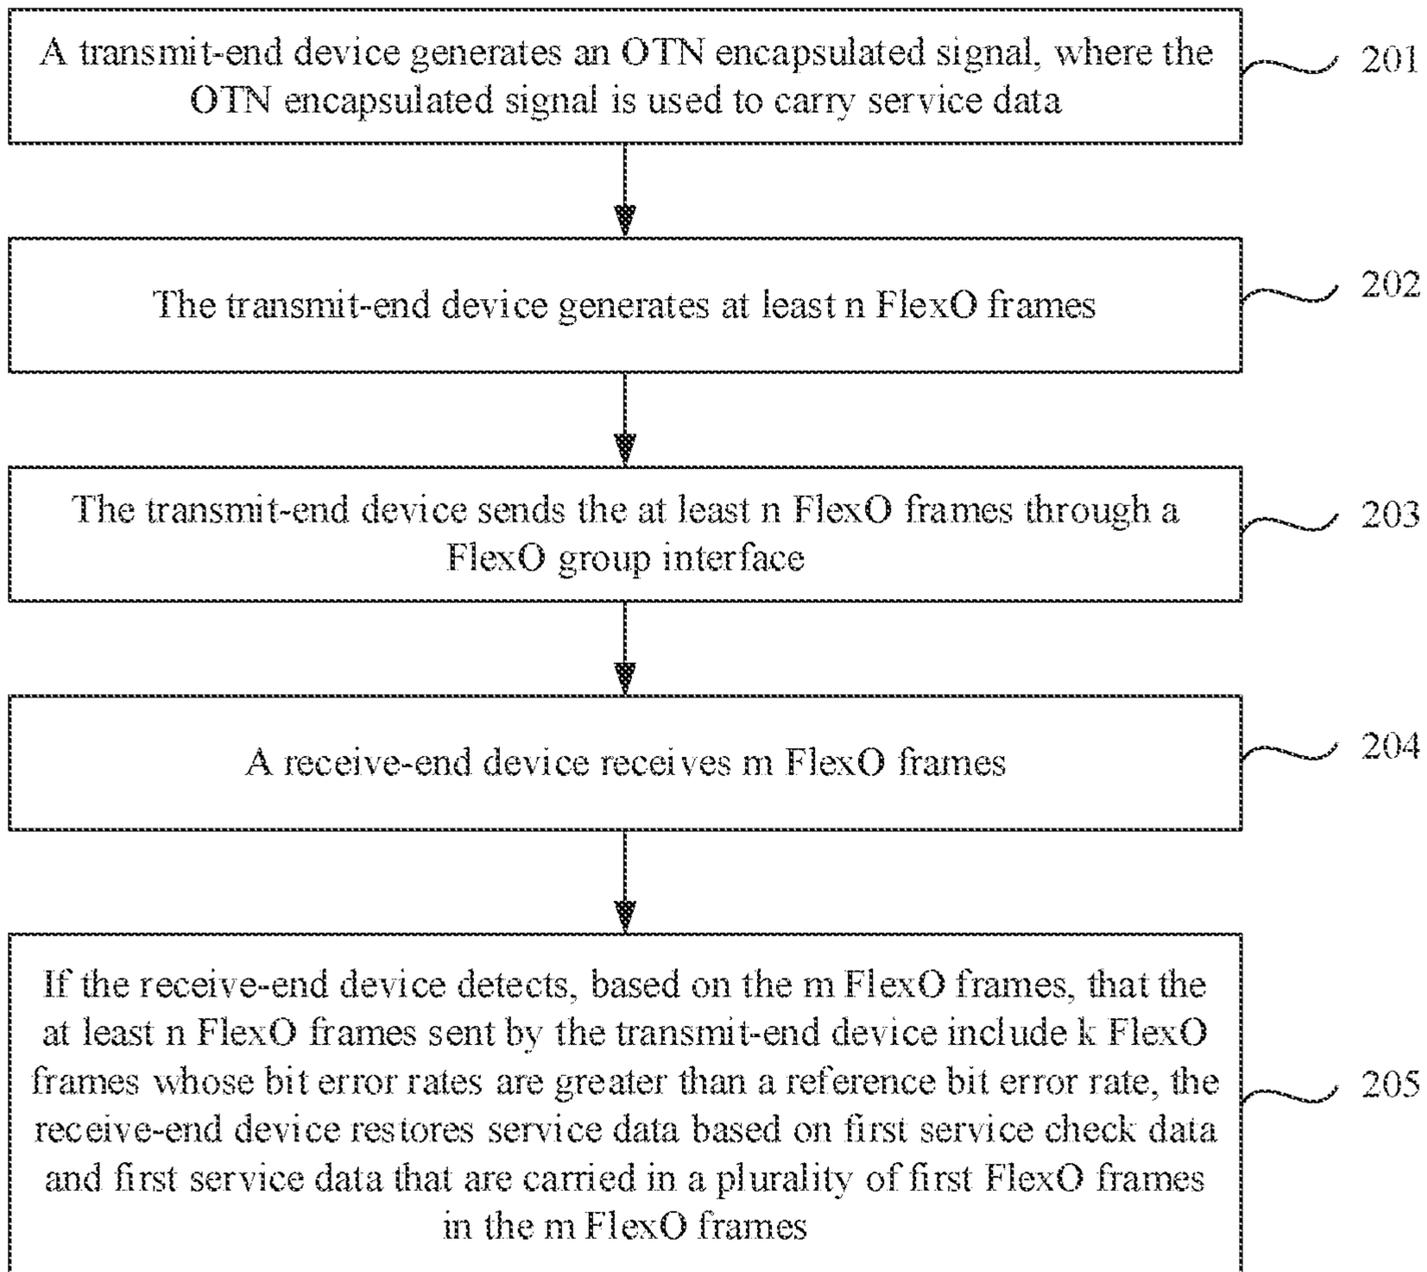 A transmit-end device generates an OTN encapsulated signal, where the
OTN encapsulated signal is used to carry service data
201
The transmit-end device generates at least n FlexO frames
202
The transmit-end device sends the at least n FlexO frames through a
FlexO group interface
203
A receive-end device receives m FlexO frames
204
If the receive-end device detects, based on the m FlexO frames, that the
at least n FlexO frames sent by the transmit-end device include k FlexO
frames whose bit error rates are greater than a reference bit error rate, the
receive-end device restores service data based on first service check data
and first service data that are carried in a plurality of first FlexO frames
in the m FlexO frames
205